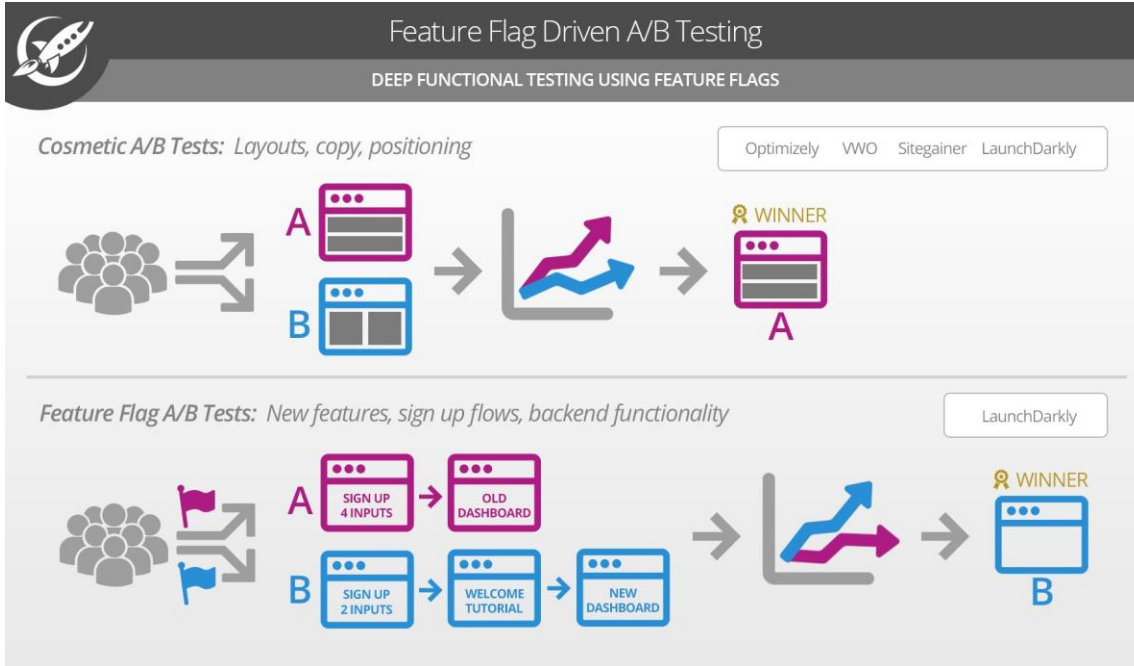 Feature Flag Driven A/B Testing
DEEP FUNCTIONAL TESTING USING FEATURE FLAGS
Cosmetic A/B Tests: Layouts, copy, positioning
Optimizely VWO Sitegainer LaunchDarkly
A
B
WINNER
A
Feature Flag A/B Tests: New features, sign up flows, backend functionality
LaunchDarkly
A
SIGN UP
4 INPUTS
OLD
DASHBOARD
B
SIGN UP
2 INPUTS
WELCOME
TUTORIAL
NEW
DASHBOARD
WINNER
B